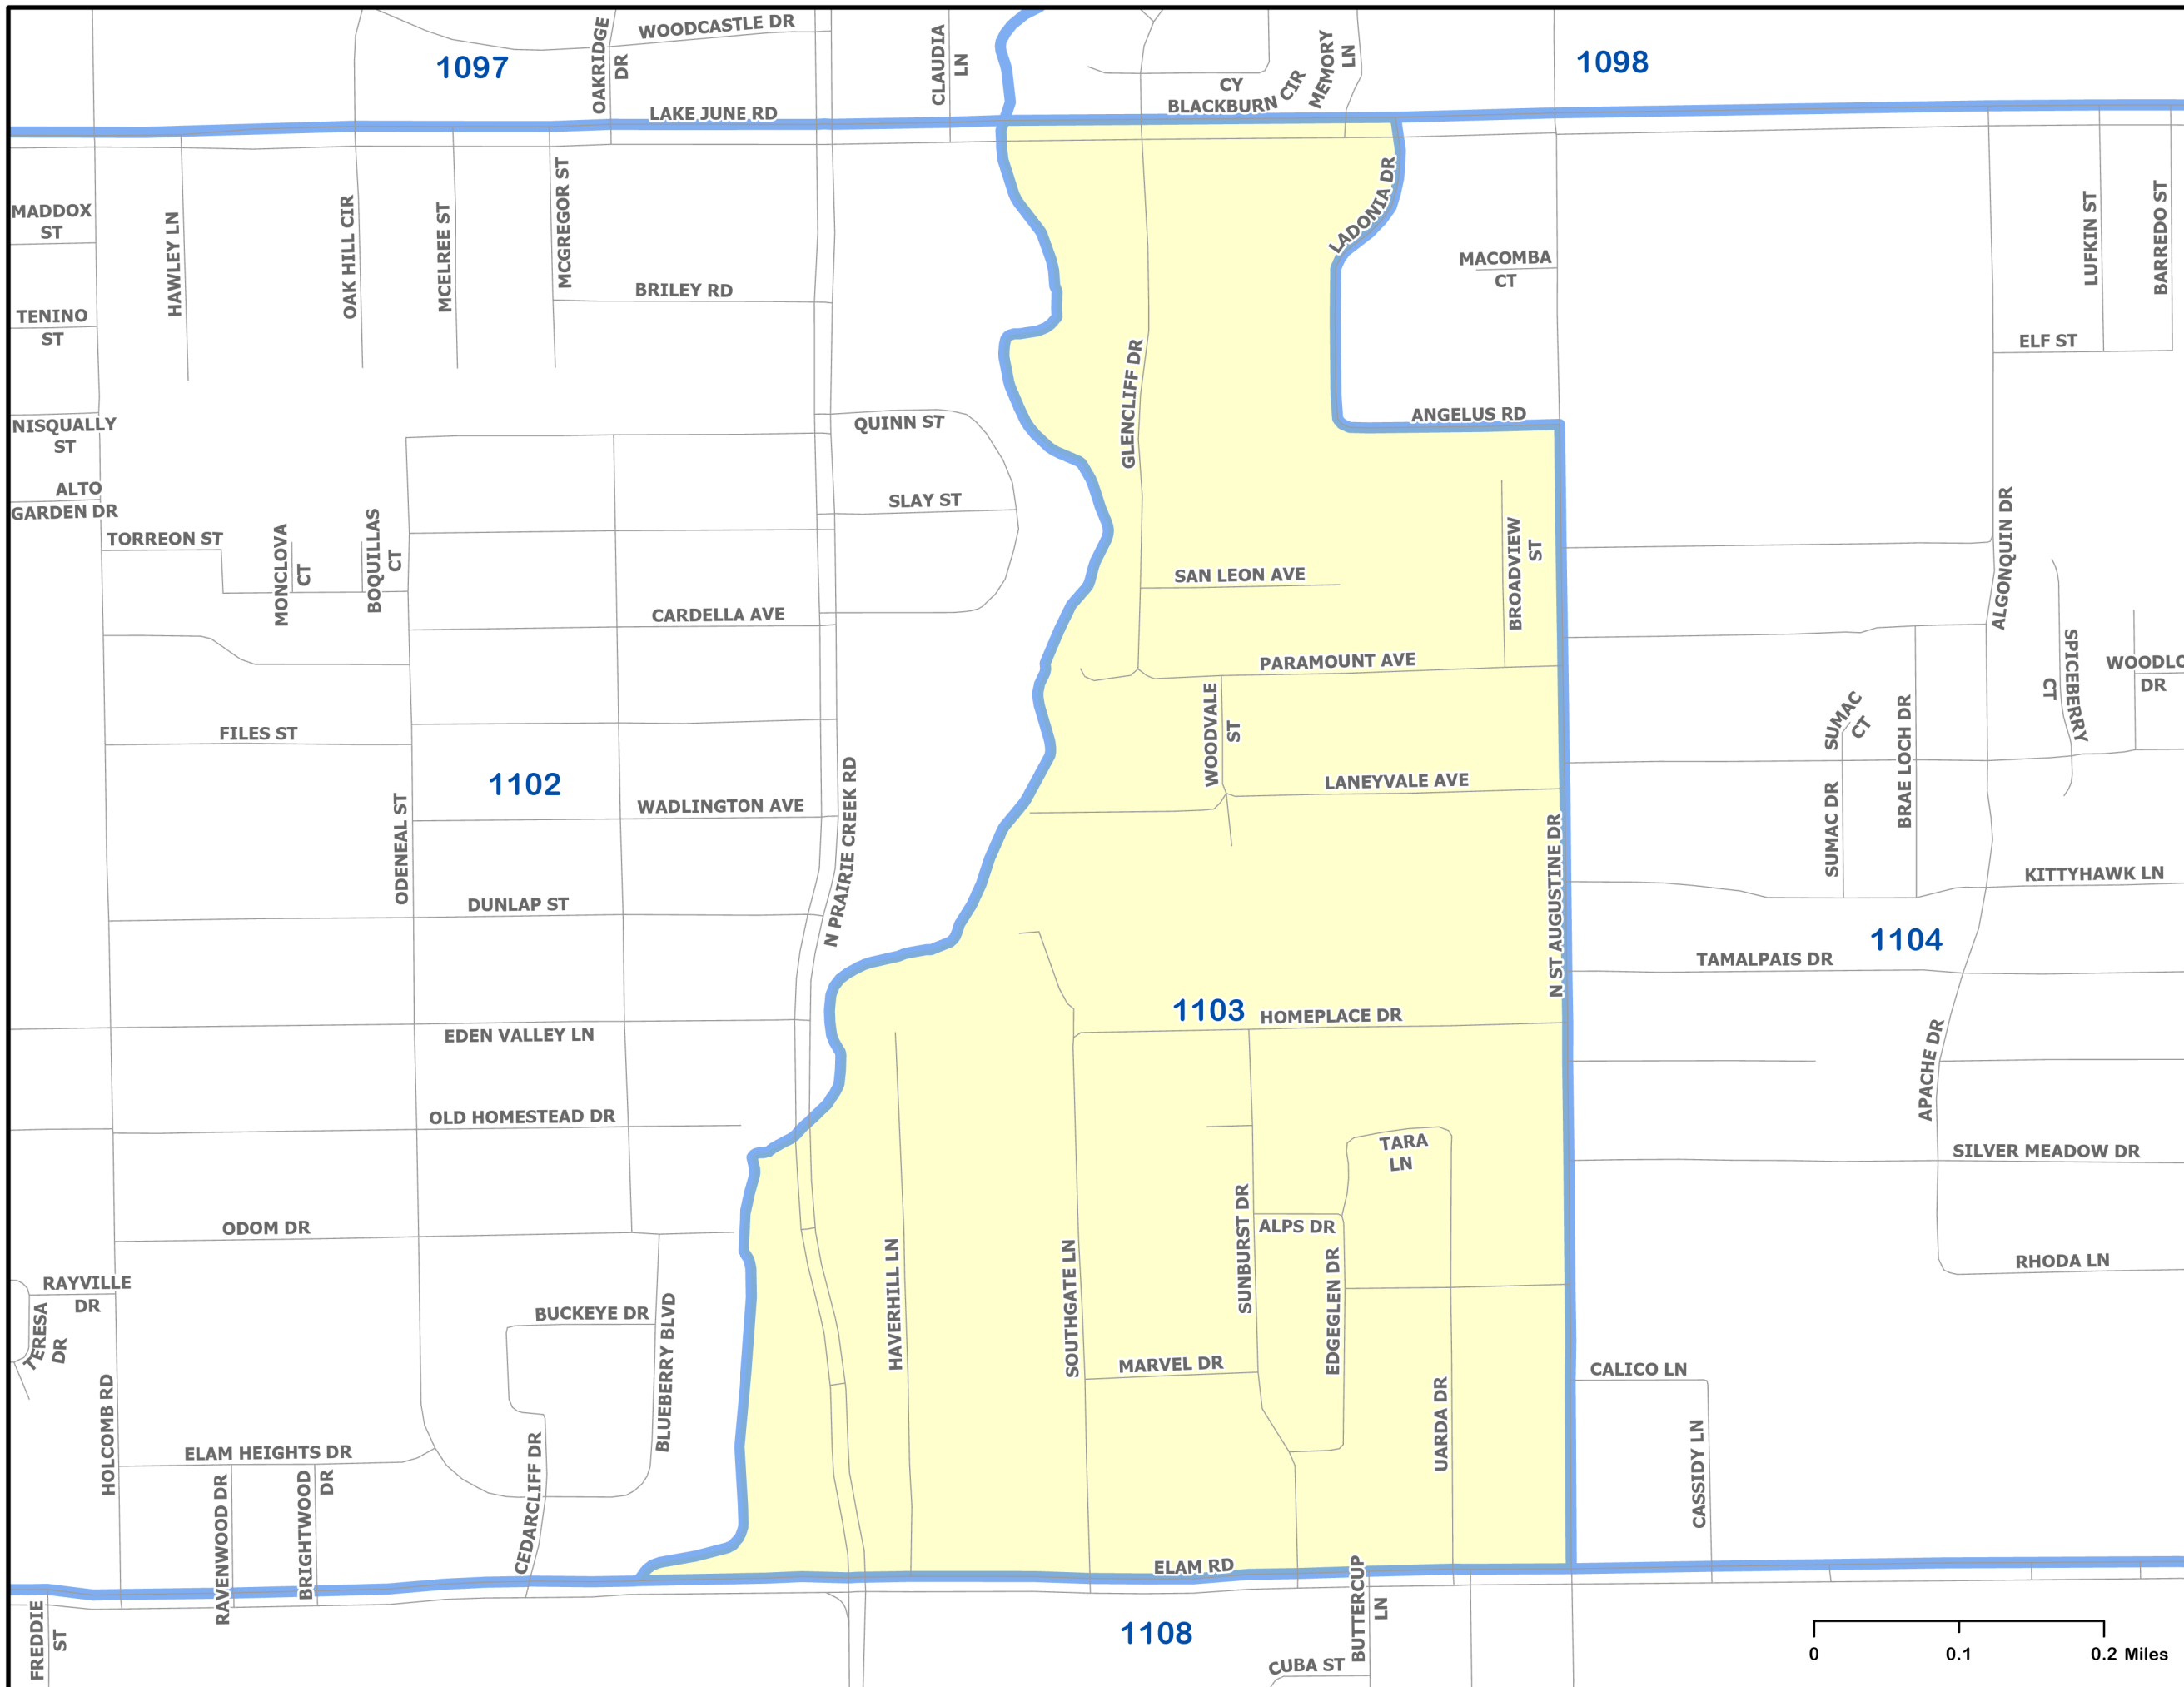 WOODCASTLE DR
OAKRIDGE
DR
1097
CLAUDIA
LN
MEMORY
LN
1098
CY
BLACKBURN
CIR
LAKE JUNE RD
MADDOX
ST
HAWLEY LN
OAK HILL CIR
MCELREE ST
MCGREGOR ST
LADONIA DR
MACOMBA
CT
LUFKIN ST
BARREDO ST
BRILEY RD
TENINO
ST
ELF ST
GLENCLIFF DR
ANGELUS RD
QUINN ST
NISQUALLY
ST
ALTO
GARDEN DR
SLAY ST
TORREON ST
MONCLOVA
CT
BOQUILLAS
CT
BROADVIEW
ST
ALGONQUIN DR
SAN LEON AVE
CARDELLA AVE
PARAMOUNT AVE
SPICEBERRY
CT
WOODLO
DR
WOODVALE
ST
SUMAC
CT
BRAE LOCH DR
FILES ST
1102
LANEYVALE AVE
WADLINGTON AVE
ODENEAL ST
N PRAIRIE CREEK RD
SUMAC DR
N ST AUGUSTINE DR
KITTYHAWK LN
DUNLAP ST
1104
TAMALPAIS DR
1103
HOMEPLACE DR
EDEN VALLEY LN
APACHE DR
OLD HOMESTEAD DR
TARA
LN
SILVER MEADOW DR
ODOM DR
ALPS DR
SUNBURST DR
HAVERHILL LN
SOUTHGATE LN
EDGEGLEN DR
RHODA LN
RAYVILLE
DR
TERESA
DR
BUCKEYE DR
BLUEBERRY BLVD
MARVEL DR
CALICO LN
HOLCOMB RD
UARDA DR
CASSIDY LN
ELAM HEIGHTS DR
RAVENWOOD DR
BRIGHTWOOD
DR
CEDARCLIFF DR
ELAM RD
BUTTERCUP
LN
FREDDIE
ST
1108
CUBA ST
0 0.1 0.2 Miles